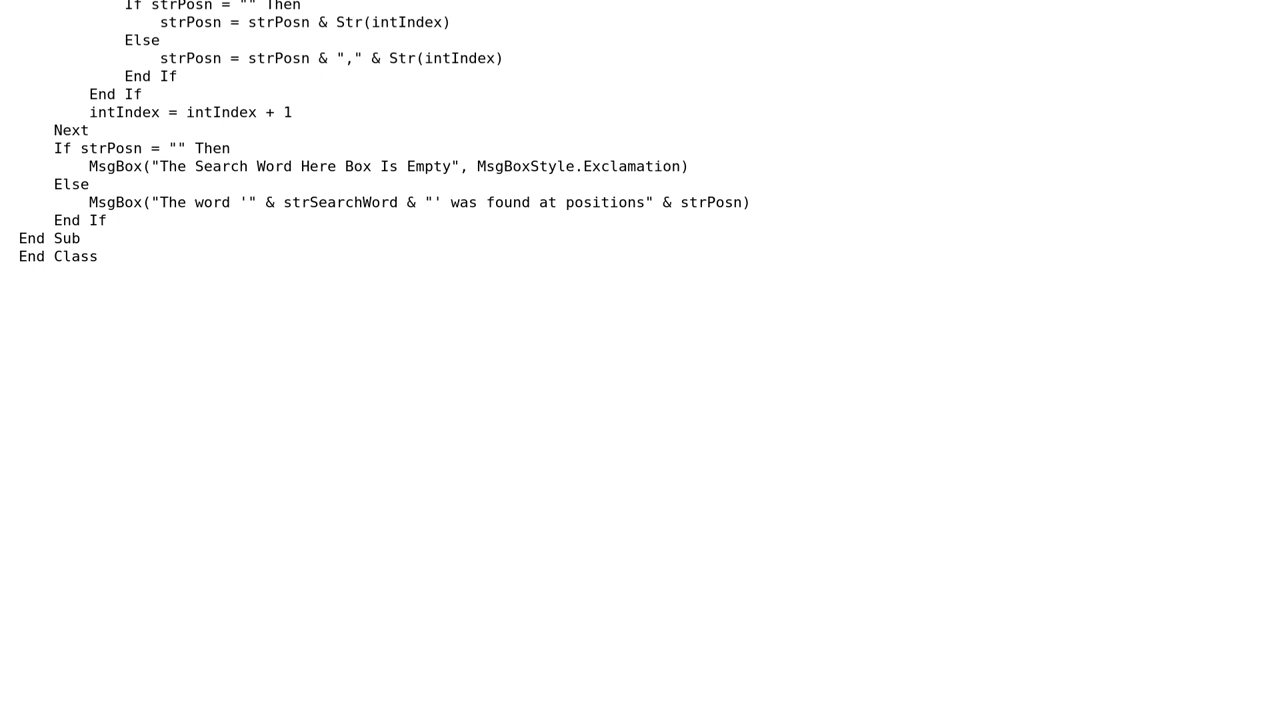 If strPosn = "" Then
strPosn = strPosn & Str(intIndex)
Else
strPosn = strPosn & "," & Str(intIndex)
End If
End If
intIndex = intIndex + 1
Next
If strPosn = "" Then
MsgBox("The Search Word Here Box Is Empty", MsgBoxStyle.Exclamation)
Else
MsgBox("The word '" & strSearchWord & "' was found at positions" & strPosn)
End If
End Sub
End Class